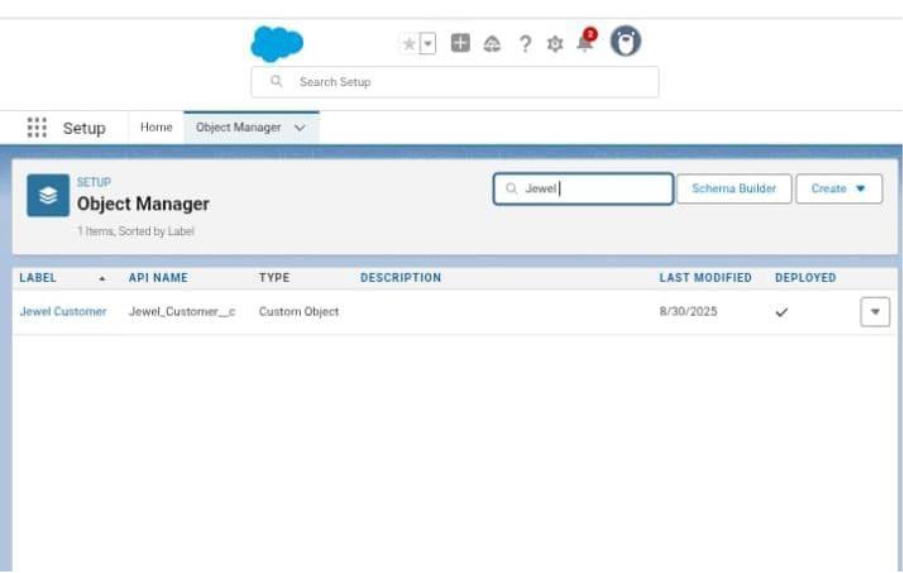 2
Search Setup
Setup Home Object Manager
SETUP
Object Manager
1 Items, Sorted by Label
Jewel
Schema Builder
Create
LABEL API NAME TYPE DESCRIPTION LAST MODIFIED DEPLOYED
Jewel Customer Jewel_Customer__c Custom Object 8/30/2025